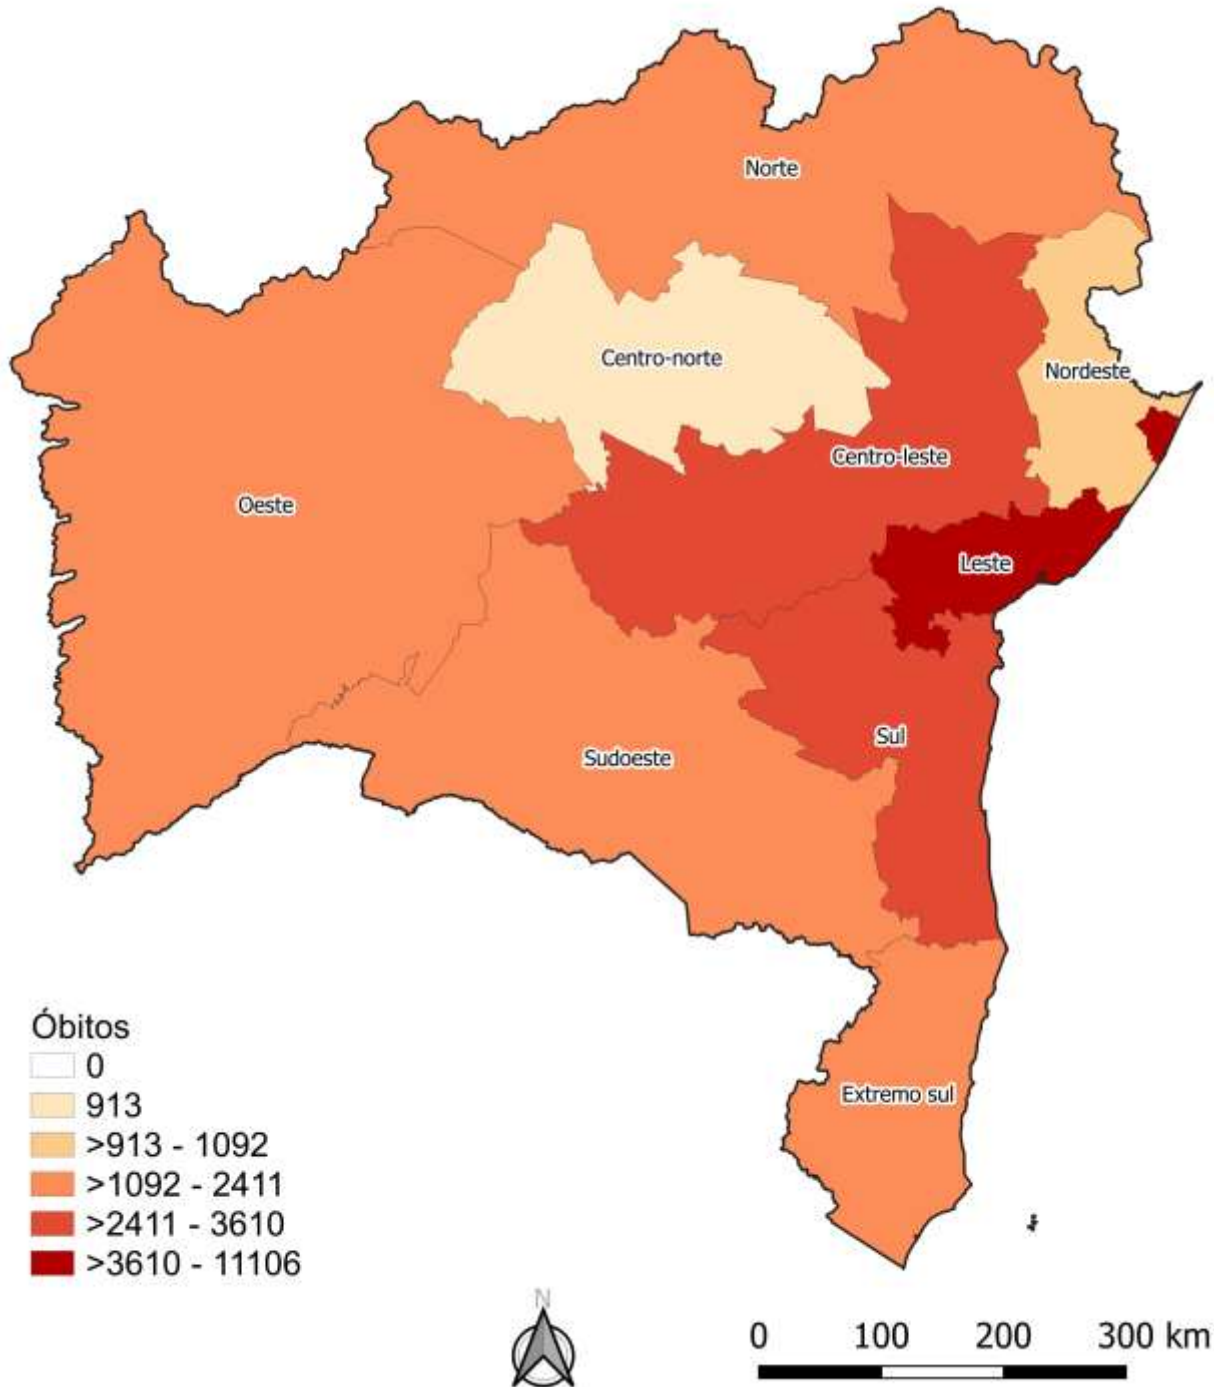 Norte
Centro-norte
Nordeste
Centro-leste
Oeste
Leste
Sul
Sudoeste
Extremo sul
Óbitos
0
913
>913 - 1092
>1092 - 2411
>2411 - 3610
>3610 - 11106
N
0 100 200 300 km